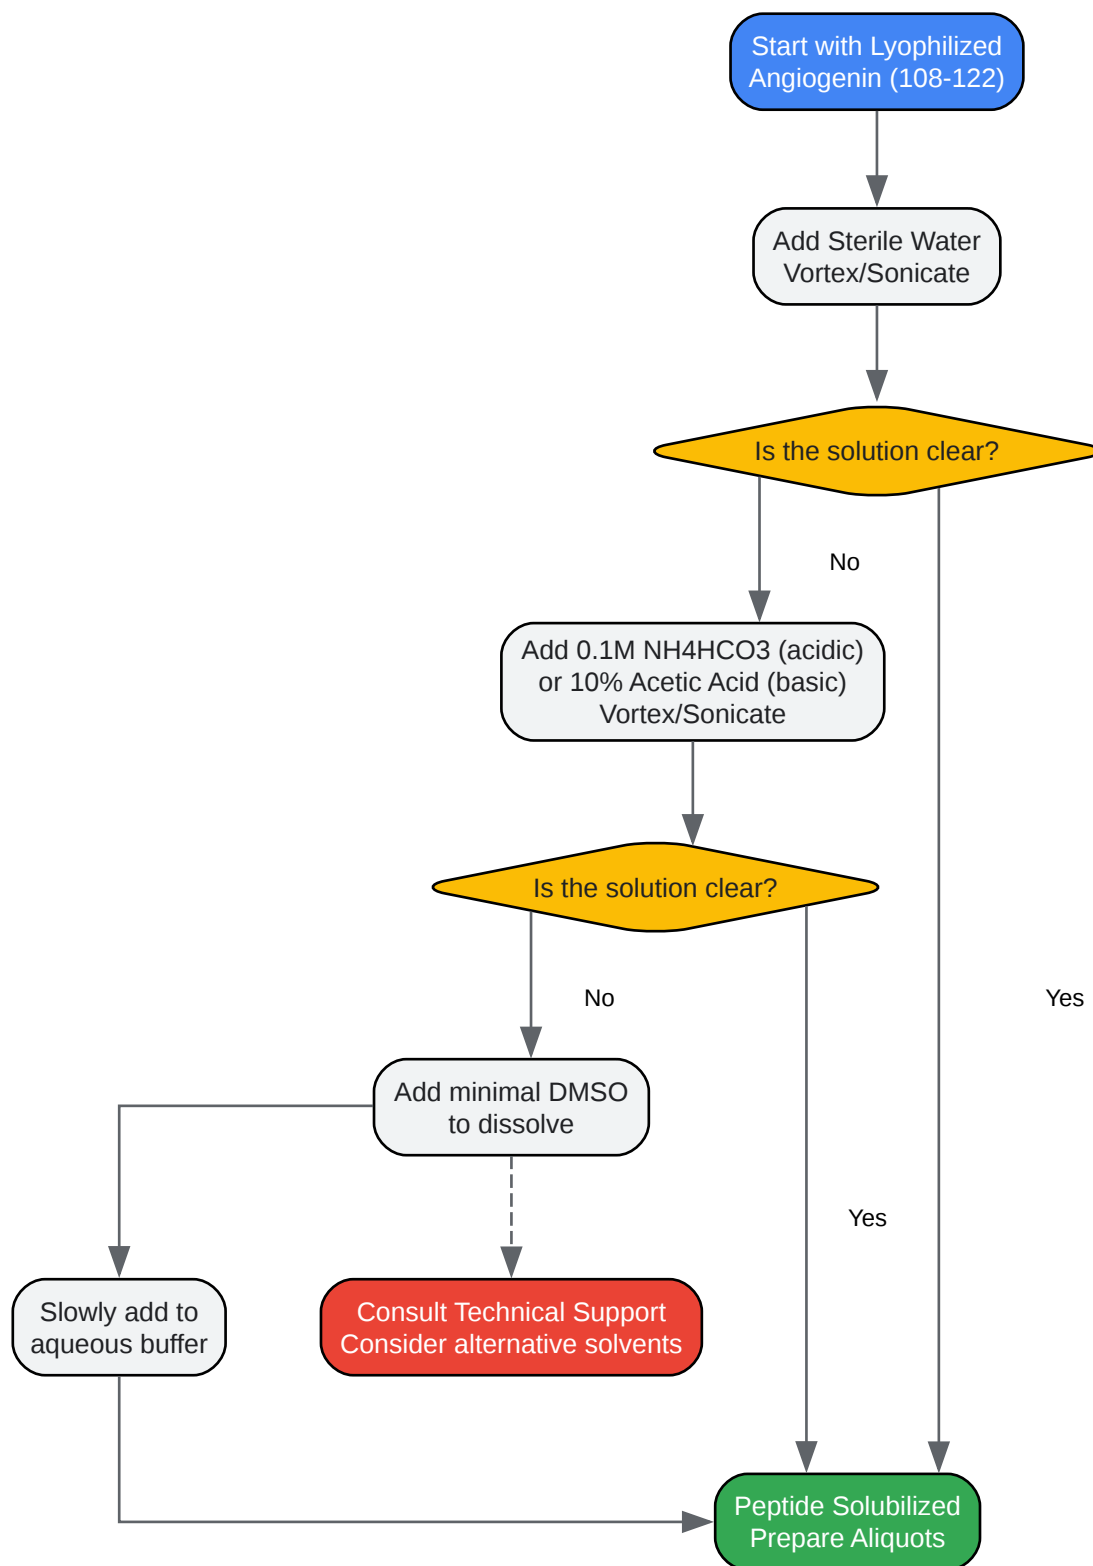 Start with Lyophilized
Angiogenin (108-122)
Add Sterile Water
Vortex/Sonicate
Is the solution clear?
No
Add 0.1M NH4HCO3 (acidic)
or 10% Acetic Acid (basic)
Vortex/Sonicate
Is the solution clear?
No
Yes
Add minimal DMSO
to dissolve
Yes
Slowly add to
aqueous buffer
Consult Technical Support
Consider alternative solvents
Peptide Solubilized
Prepare Aliquots